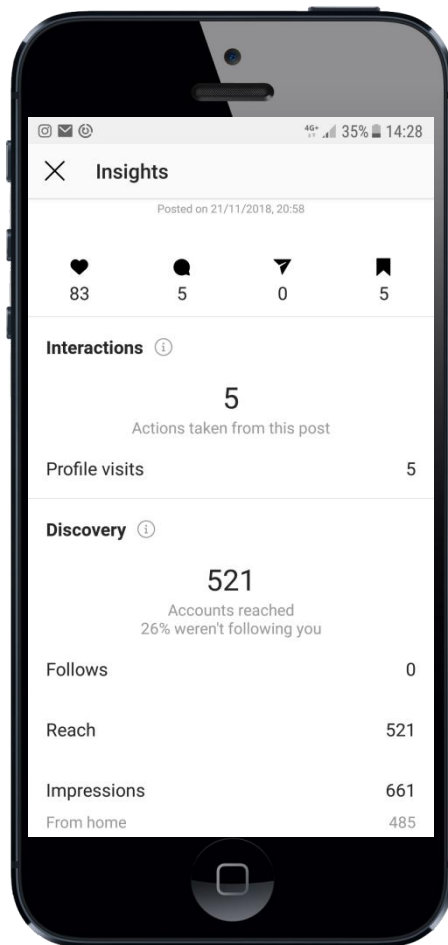 4G+ 35% 14:28
Insights
Posted on 21/11/2018, 20:58
83 5 0 5
Interactions
5
Actions taken from this post
Profile visits 5
Discovery
521
Accounts reached
26% weren't following you
Follows 0
Reach 521
Impressions 661
From home 485